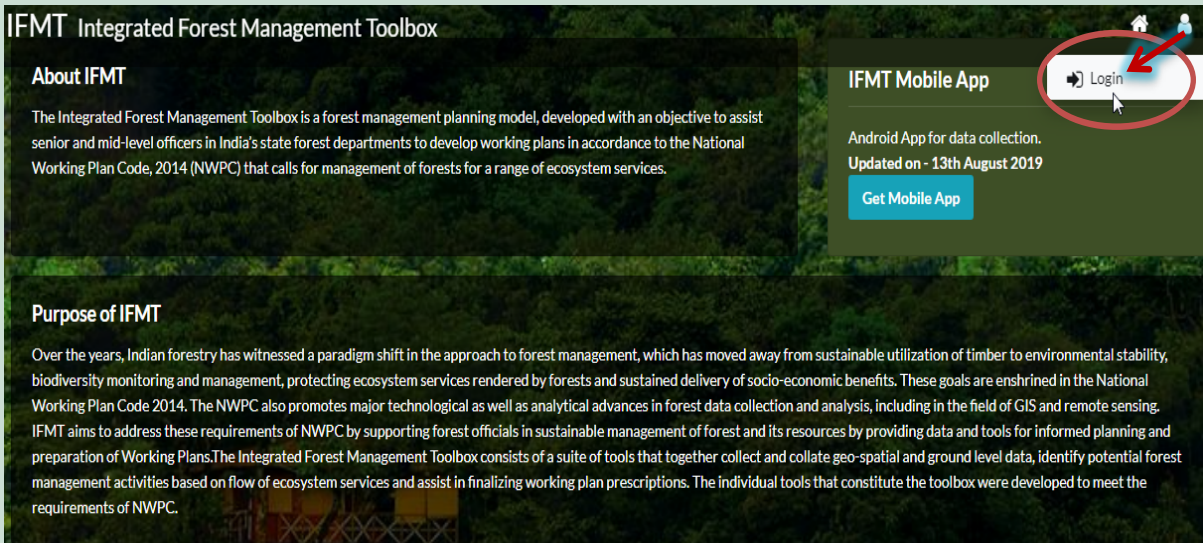 IFMT Integrated Forest Management Toolbox
About IFMT
The Integrated Forest Management Toolbox is a forest management planning model, developed with an objective to assist
senior and mid-level officers in India's state forest departments to develop working plans in accordance to the National
Working Plan Code, 2014 (NWPC) that calls for management of forests for a range of ecosystem services.
IFMT Mobile App
Login
Android App for data collection.
Updated on - 13th August 2019
Get Mobile App
Purpose of IFMT
Over the years, Indian forestry has witnessed a paradigm shift in the approach to forest management, which has moved away from sustainable utilization of timber to environmental stability,
biodiversity monitoring and management, protecting ecosystem services rendered by forests and sustained delivery of socio-economic benefits. These goals are enshrined in the National
Working Plan Code 2014. The NWPC also promotes major technological as well as analytical advances in forest data collection and analysis, including in the field of GIS and remote sensing.
IFMT aims to address these requirements of NWPC by supporting forest officials in sustainable management of forest and its resources by providing data and tools for informed planning and
preparation of Working Plans.The Integrated Forest Management Toolbox consists of a suite of tools that together collect and collate geo-spatial and ground level data, identify potential forest
management activities based on flow of ecosystem services and assist in finalizing working plan prescriptions. The individual tools that constitute the toolbox were developed to meet the
requirements of NWPC.